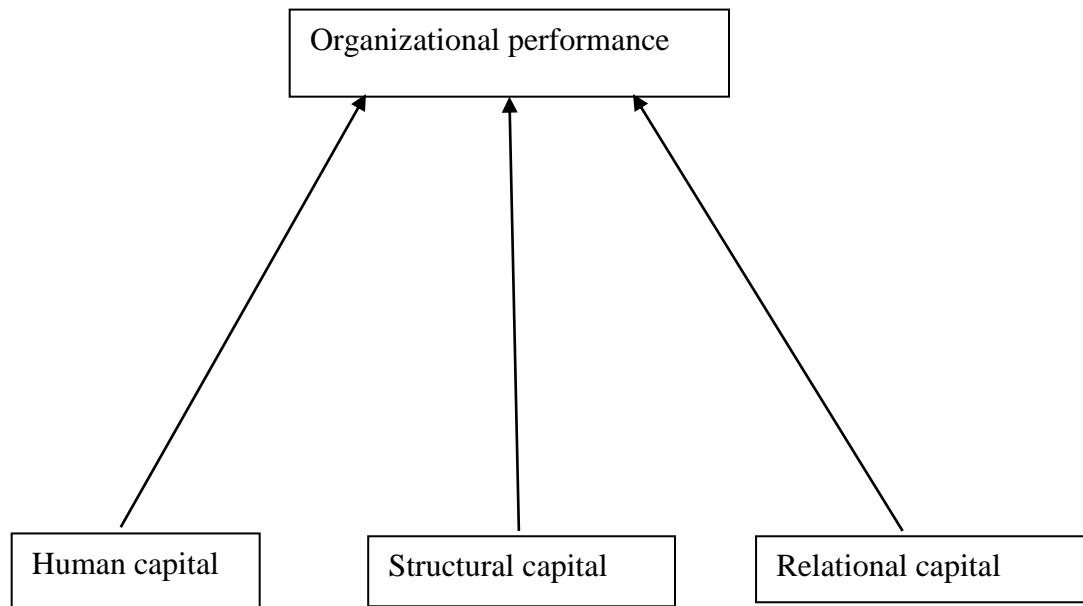 Organizational performance
Human capital
Structural capital
Relational capital